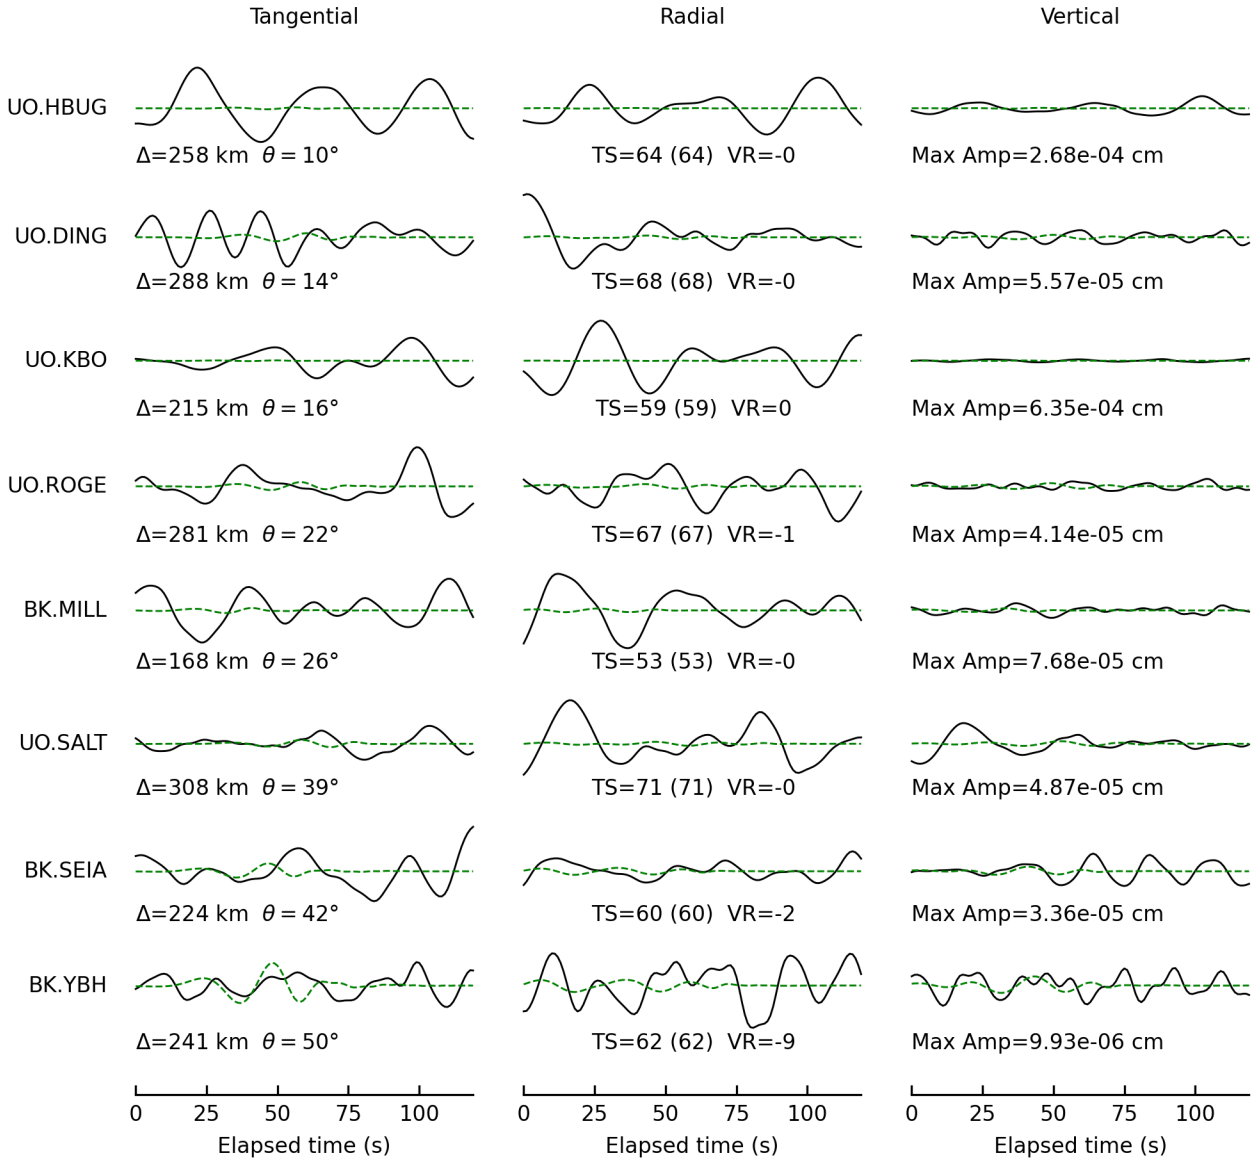 Tangential Radial Vertical
UO.HBUG
Δ=258 km θ = 10° TS=64 (64) VR=-0 Max Amp=2.68e-04 cm
UO.DING
Δ=288 km θ = 14° TS=68 (68) VR=-0 Max Amp=5.57e-05 cm
UO.KBO
Δ=215 km θ = 16° TS=59 (59) VR=0 Max Amp=6.35e-04 cm
UO.ROGE
Δ=281 km θ = 22° TS=67 (67) VR=-1 Max Amp=4.14e-05 cm
BK.MILL
Δ=168 km θ = 26° TS=53 (53) VR=-0 Max Amp=7.68e-05 cm
UO.SALT
Δ=308 km θ = 39° TS=71 (71) VR=-0 Max Amp=4.87e-05 cm
BK.SEIA
Δ=224 km θ = 42° TS=60 (60) VR=-2 Max Amp=3.36e-05 cm
BK.YBH
Δ=241 km θ = 50° TS=62 (62) VR=-9 Max Amp=9.93e-06 cm
0 25 50 75 100 0 25 50 75 100 0 25 50 75 100
Elapsed time (s) Elapsed time (s) Elapsed time (s)